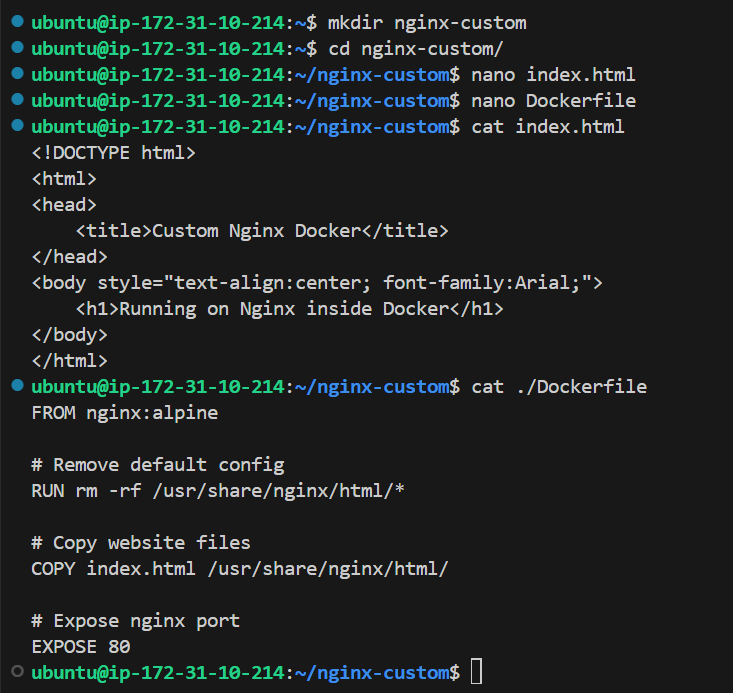 ubuntu@ip-172-31-10-214:~$ mkdir nginx-custom
ubuntu@ip-172-31-10-214:~$ cd nginx-custom/
ubuntu@ip-172-31-10-214:~/nginx-custom$ nano index.html
ubuntu@ip-172-31-10-214:~/nginx-custom$ nano Dockerfile
ubuntu@ip-172-31-10-214:~/nginx-custom$ cat index.html
<!DOCTYPE html>
<html>
<head>
    <title>Custom Nginx Docker</title>
</head>
<body style="text-align:center; font-family:Arial;">
    <h1>Running on Nginx inside Docker</h1>
</body>
</html>
ubuntu@ip-172-31-10-214:~/nginx-custom$ cat ./Dockerfile
FROM nginx:alpine

# Remove default config
RUN rm -rf /usr/share/nginx/html/*

# Copy website files
COPY index.html /usr/share/nginx/html/

# Expose nginx port
EXPOSE 80
ubuntu@ip-172-31-10-214:~/nginx-custom$